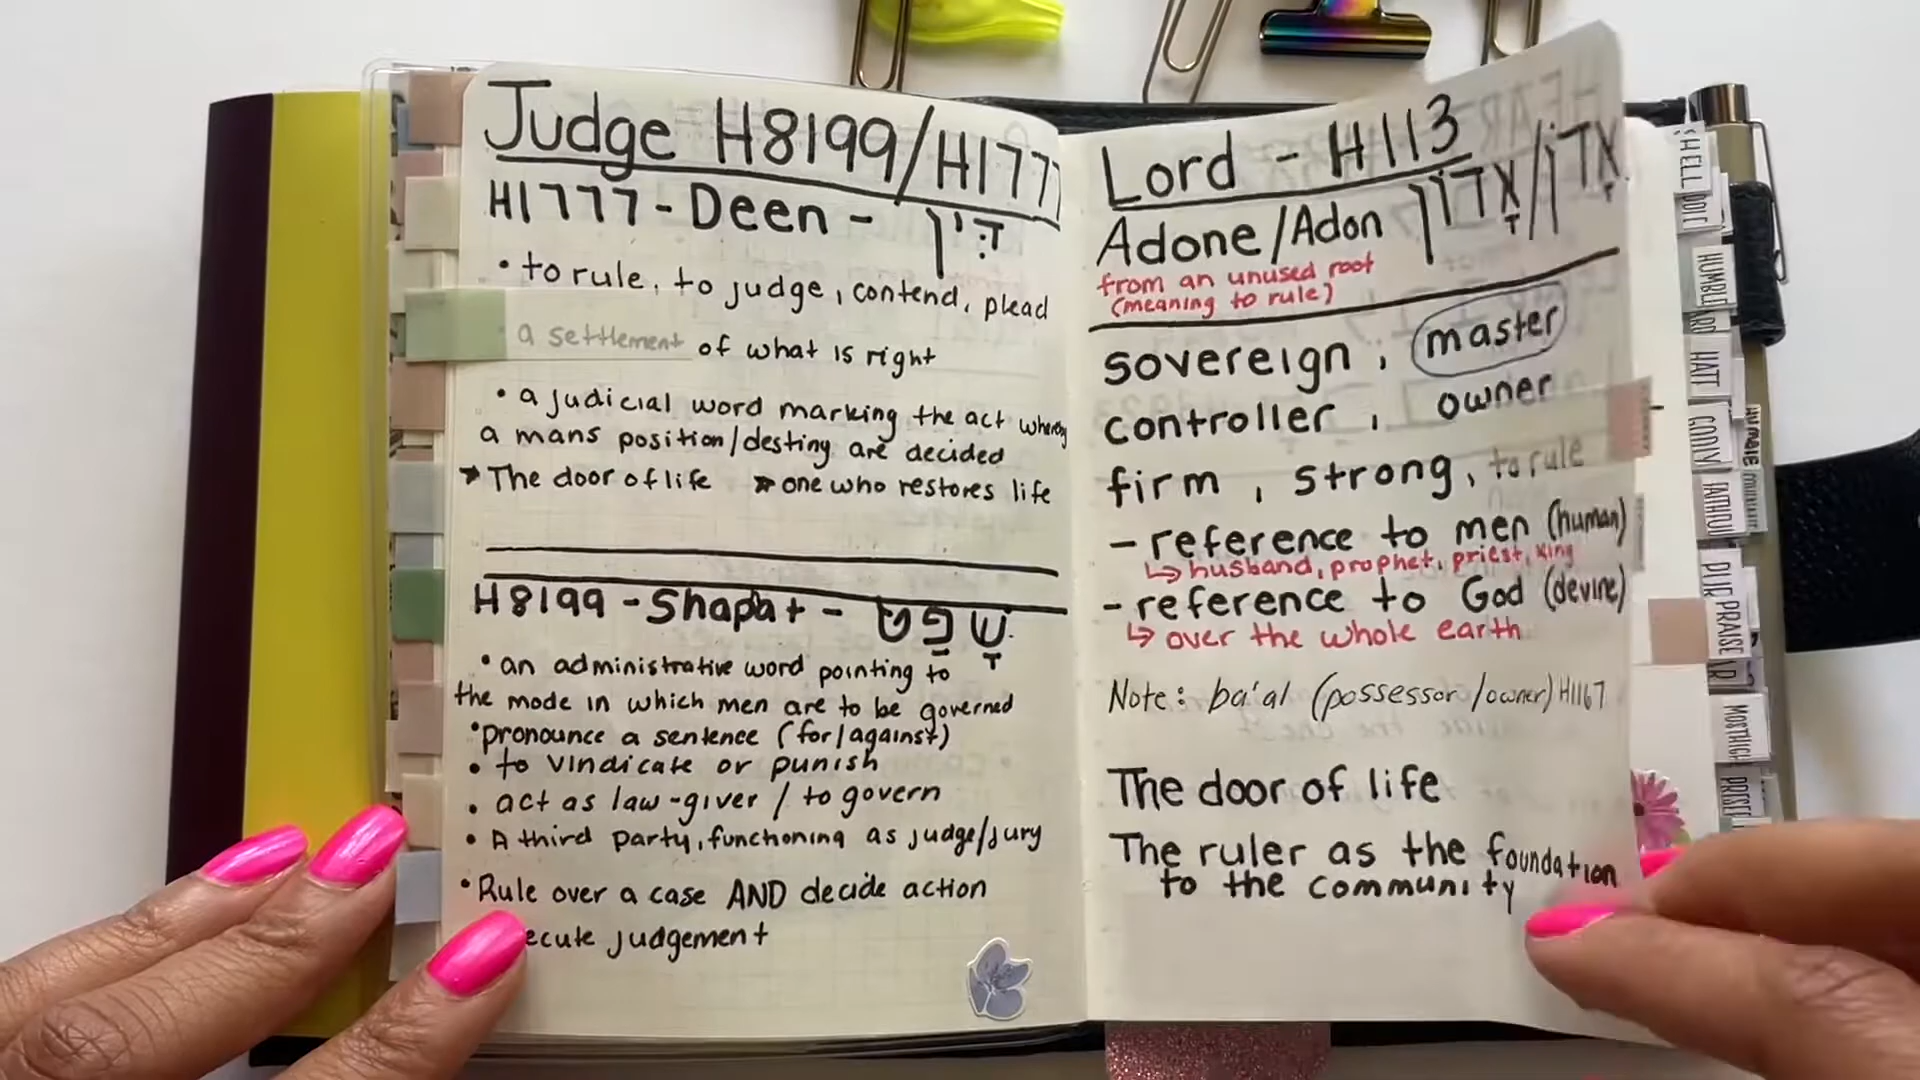 Judge H8199/H1777
H1777 - Deen - דִּין
• to rule, to judge, contend, plead
a settlement of what is right
• a judicial word marking the act whereby
a mans position/destiny are decided
→ The door of life → one who restores life
H8199 - Shapat - שָׁפַט
• an administrative word pointing to
the mode in which men are to be governed
• pronounce a sentence (for/against)
• to vindicate or punish
• act as law-giver / to govern
• A third party, functioning as judge/jury
• Rule over a case AND decide action
ecute judgement
Lord - H113
Adone/Adon אָדוֹן/אָדֹן
from an unused root
(meaning to rule)
sovereign, master
controller, owner
firm, strong, to rule
- reference to men (human)
↳ husband, prophet, priest, king
- reference to God (devine)
↳ over the whole earth
Note: ba'al (possessor/owner) H1167
The door of life
The ruler as the foundation
to the community
HELL
HUMBLE
HATT
FAITHFUL
PRAISE
MOSTHIGH